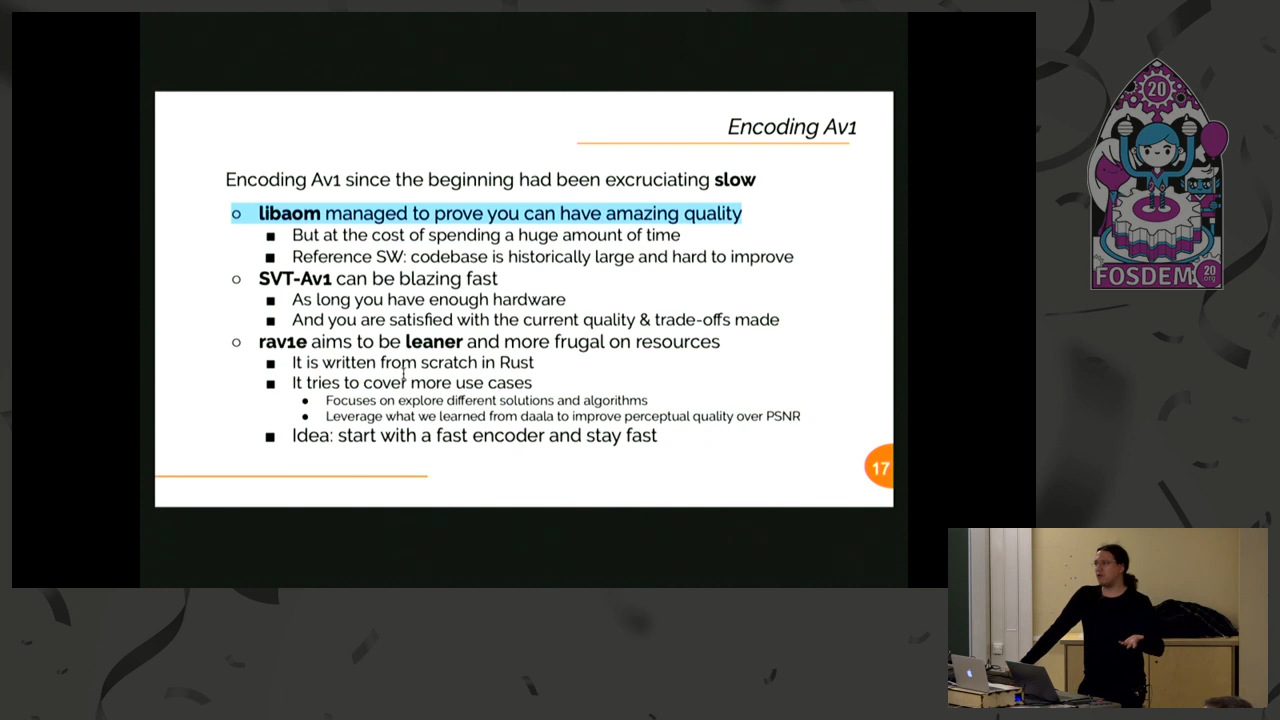 Encoding Av1
Encoding Av1 since the beginning had been excruciating slow
libaom managed to prove you can have amazing quality
But at the cost of spending a huge amount of time
Reference SW: codebase is historically large and hard to improve
SVT-Av1 can be blazing fast
As long you have enough hardware
And you are satisfied with the current quality & trade-offs made
rav1e aims to be leaner and more frugal on resources
It is written from scratch in Rust
It tries to cover more use cases
Focuses on explore different solutions and algorithms
Leverage what we learned from daala to improve perceptual quality over PSNR
Idea: start with a fast encoder and stay fast
17
20
FOSDEM
20
.org